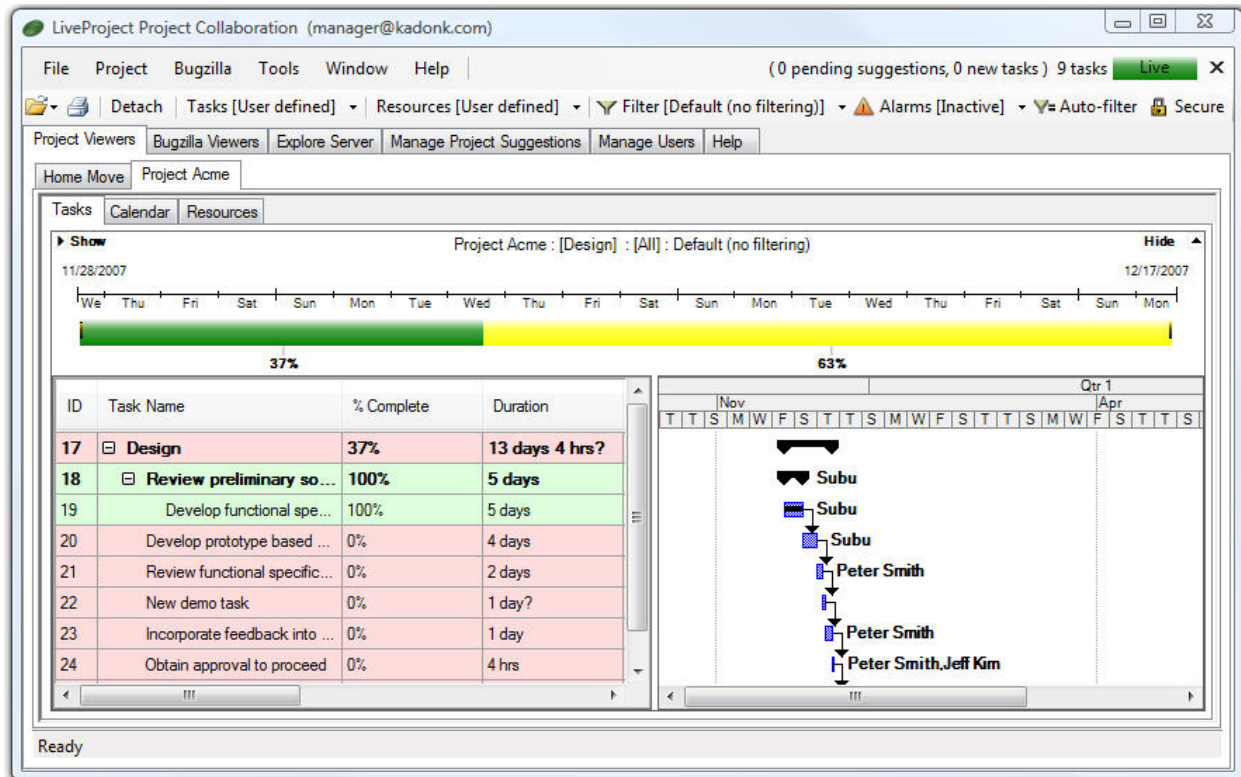 LiveProject Project Collaboration (manager@kadonk.com)
File Project Bugzilla Tools Window Help ( 0 pending suggestions, 0 new tasks ) 9 tasks Live X
Detach Tasks [User defined] Resources [User defined] Filter [Default (no filtering)] Alarms [Inactive] Auto-filter Secure
Project Viewers Bugzilla Viewers Explore Server Manage Project Suggestions Manage Users Help
Home Move Project Acme
Tasks Calendar Resources
Show Project Acme : [Design] : [All] : Default (no filtering) Hide
11/28/2007 12/17/2007
We Thu Fri Sat Sun Mon Tue Wed Thu Fri Sat Sun Mon Tue Wed Thu Fri Sat Sun Mon
37% 63%
Qtr 1
ID Task Name % Complete Duration Nov Apr
T T S M W F S T T S M W F S T T S M W F S T T S
17 Design 37% 13 days 4 hrs?
18 Review preliminary so... 100% 5 days Subu
19 Develop functional spe... 100% 5 days Subu
20 Develop prototype based ... 0% 4 days Subu
21 Review functional specific... 0% 2 days Peter Smith
22 New demo task 0% 1 day?
23 Incorporate feedback into ... 0% 1 day Peter Smith
24 Obtain approval to proceed 0% 4 hrs Peter Smith,Jeff Kim
Ready